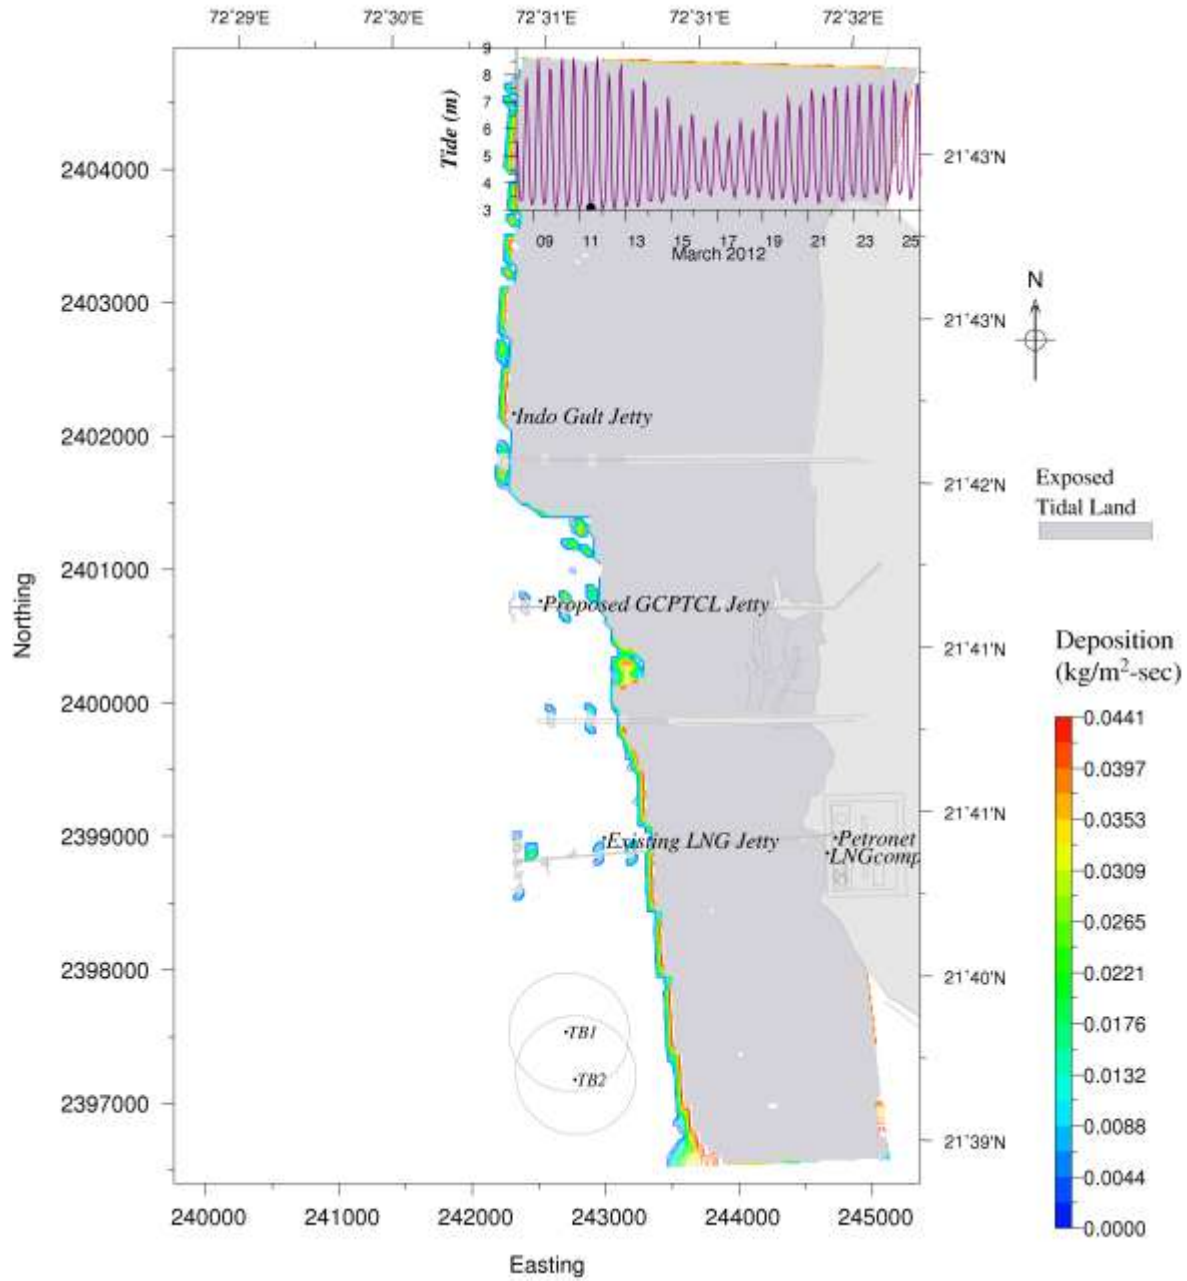 72°29'E 72°30'E 72°31'E 72°31'E 72°32'E
9
8
7
6
5
4
3
Tide (m)
09 11 13 15 17 19 21 23 25
March 2012
2404000
2403000
2402000
2401000
2400000
2399000
2398000
2397000
Northing
21°43'N
21°43'N
21°42'N
21°41'N
21°41'N
21°40'N
21°39'N
N
Indo Gult Jetty
Proposed GCPTCL Jetty
Existing LNG Jetty
Petronet
LNGcomp
TB1
TB2
Exposed
Tidal Land
Deposition
(kg/m²-sec)
0.0441
0.0397
0.0353
0.0309
0.0265
0.0221
0.0176
0.0132
0.0088
0.0044
0.0000
240000 241000 242000 243000 244000 245000
Easting